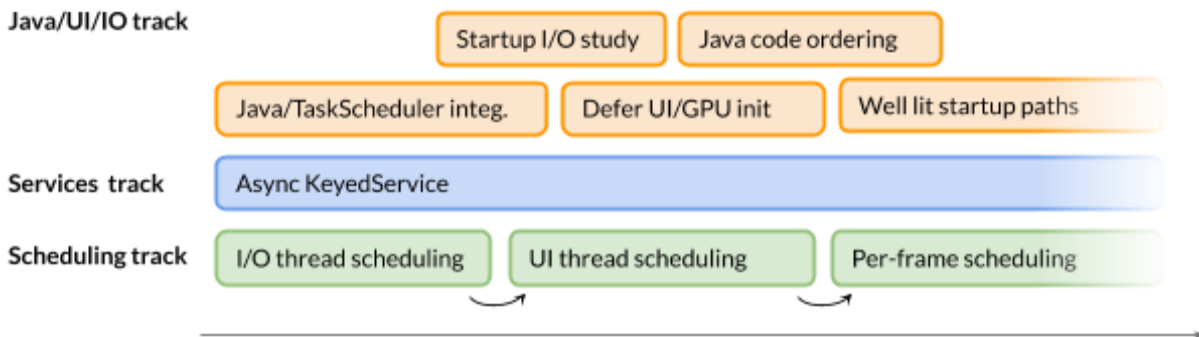 Java/UI/IO track
Startup I/O study
Java code ordering
Java/TaskScheduler integ.
Defer UI/GPU init
Well lit startup paths
Services track
Async KeyedService
Scheduling track
I/O thread scheduling
UI thread scheduling
Per-frame scheduling